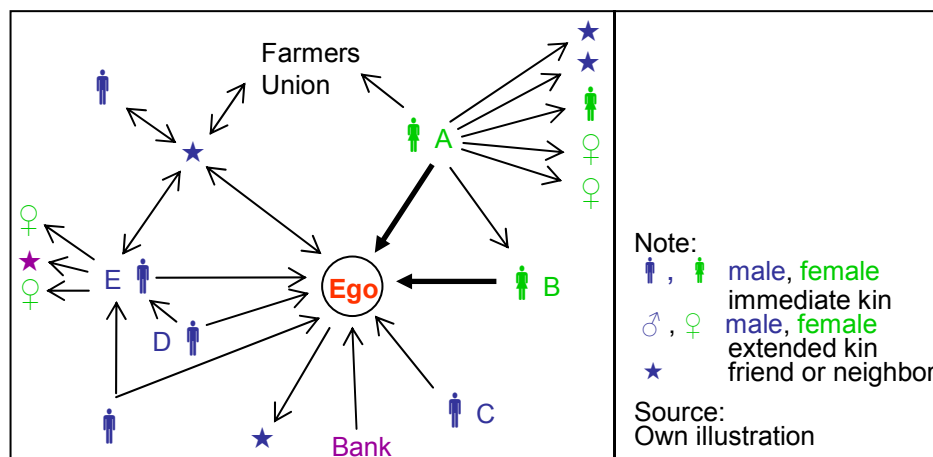 Farmers
Union
A
E
Ego
B
D
C
Bank
Note:
, male, female
immediate kin
♂, ♀ male, female
extended kin
★ friend or neighbor
Source:
Own illustration